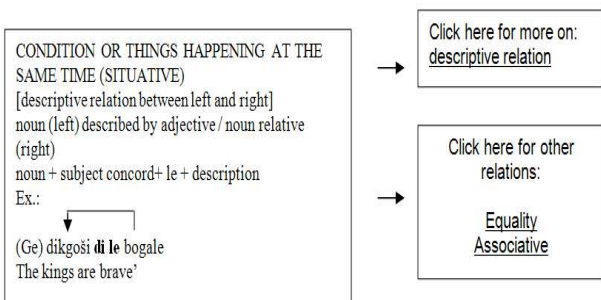 CONDITION OR THINGS HAPPENING AT THE
SAME TIME (SITUATIVE)
[descriptive relation between left and right]
noun (left) described by adjective / noun relative
(right)
noun + subject concord+ le + description
Ex.:
(Ge) dikgoši di le bogale
The kings are brave’
Click here for more on:
descriptive relation
Click here for other
relations:
Equality
Associative